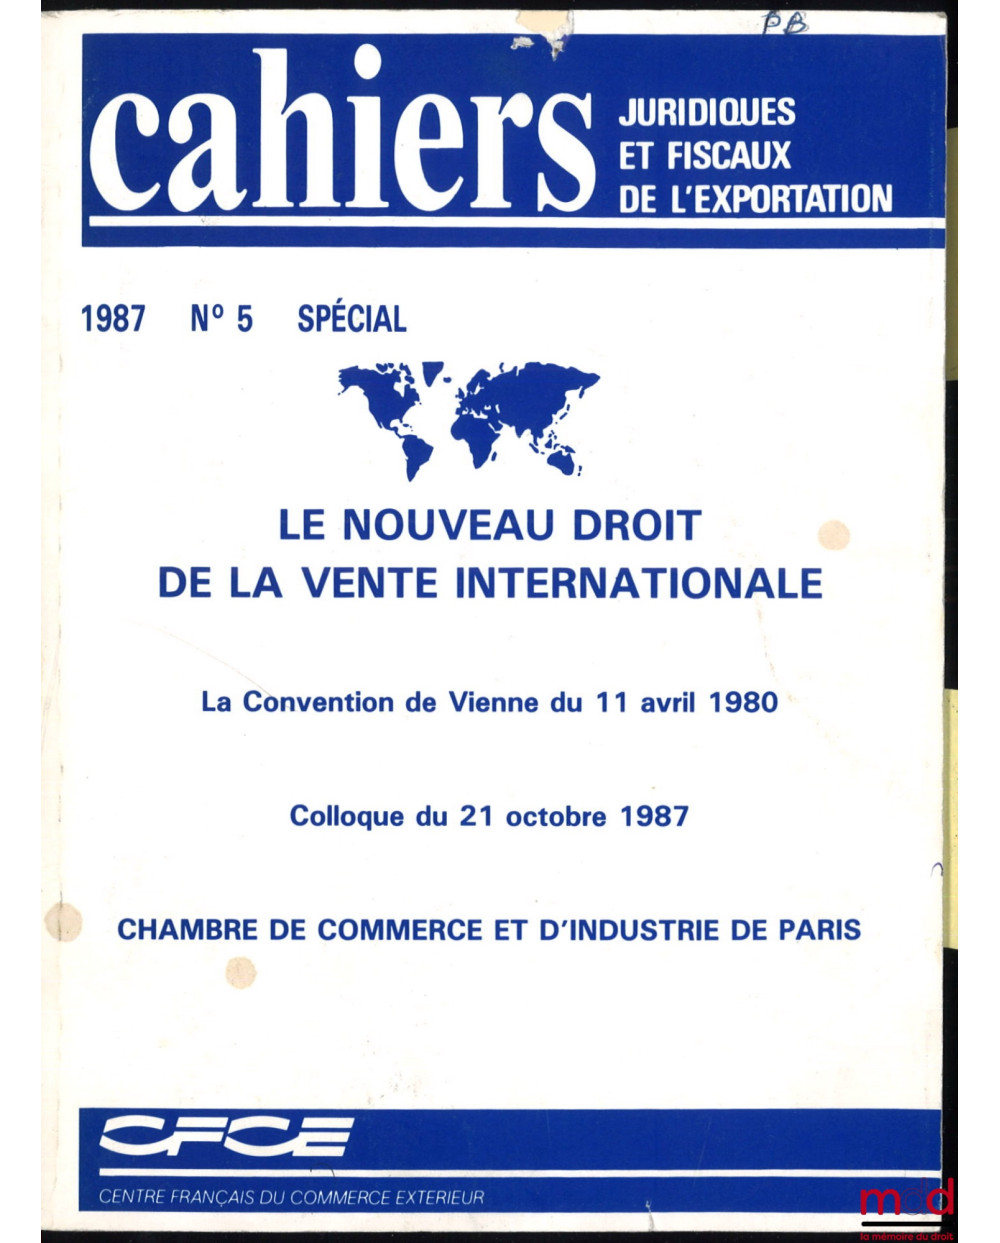 PB
cahiers
JURIDIQUES
ET FISCAUX
DE L'EXPORTATION
1987 Nº 5 SPÉCIAL
LE NOUVEAU DROIT
DE LA VENTE INTERNATIONALE
La Convention de Vienne du 11 avril 1980
Colloque du 21 octobre 1987
CHAMBRE DE COMMERCE ET D'INDUSTRIE DE PARIS
CFCE
CENTRE FRANÇAIS DU COMMERCE EXTERIEUR
mdd
la mémoire du droit